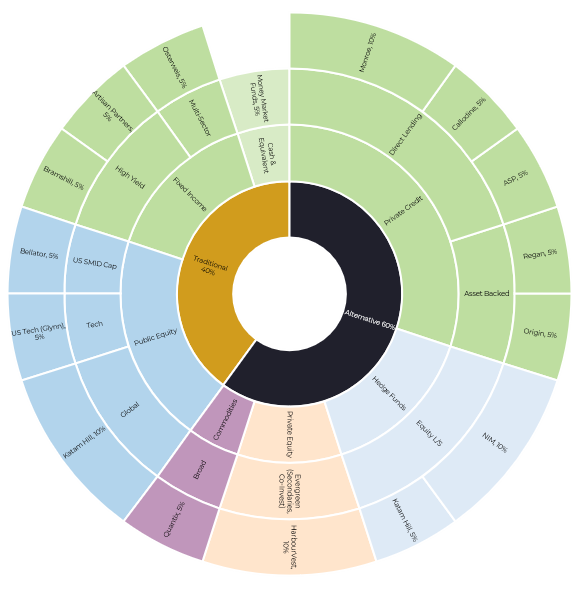 Traditional
40%
Alternative 60%
Private Credit
Hedge Funds
Private Equity
Commodities
Public Equity
Fixed Income
Cash &
Equivalent
Direct Lending
Asset Backed
Equity L/S
Evergreen
(Secondaries,
Co-Invest)
Broad
Global
Tech
US SMID Cap
High Yield
Multi-Sector
Money Market
Funds, 5%
Monroe, 10%
Callodine, 5%
ASP, 5%
Regan, 5%
Origin, 5%
NIM, 10%
Katam Hill, 5%
HarbourVest,
10%
Quantix, 5%
Katam Hill, 10%
US Tech (Glynn),
5%
Bellator, 5%
Bramshill, 5%
Artisan Partners,
5%
Osterweis, 5%